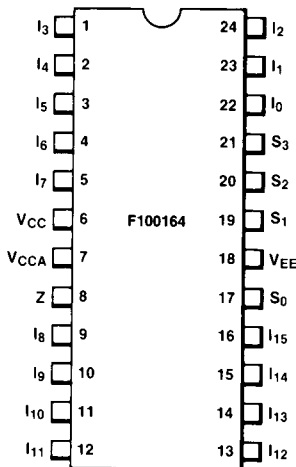 I3 1 24 I2
I4 2 23 I1
I5 3 22 I0
I6 4 21 S3
I7 5 20 S2
VCC 6 F100164 19 S1
VCCA 7 18 VEE
Z 8 17 S0
I8 9 16 I15
I9 10 15 I14
I10 11 14 I13
I11 12 13 I12